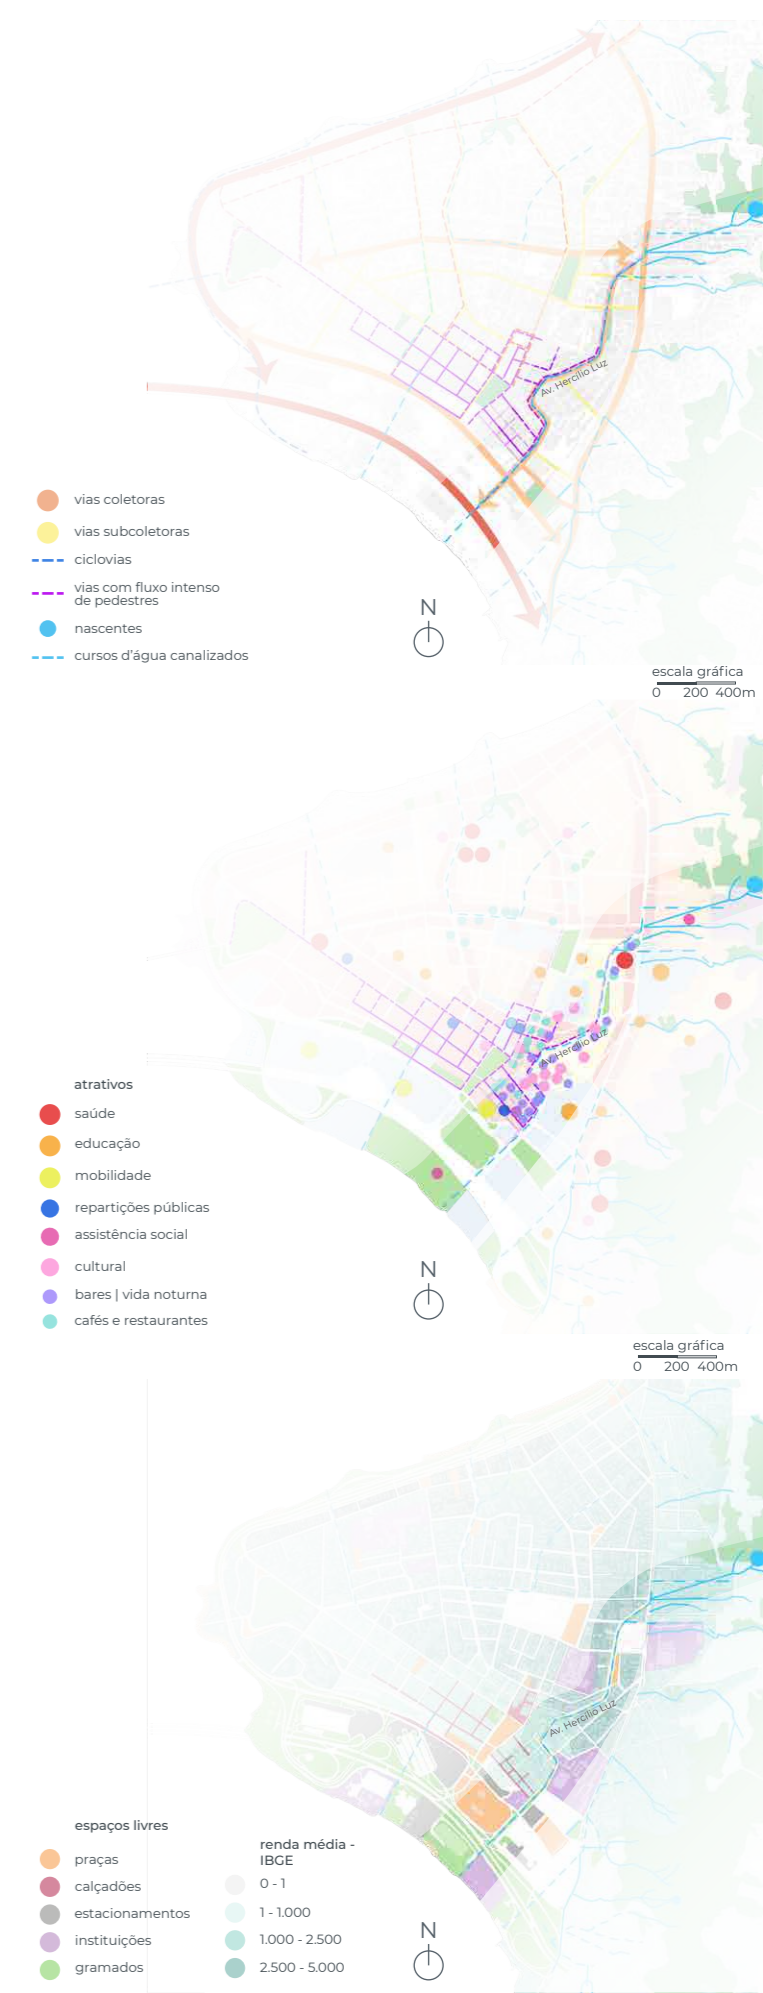 Av. Hercílio Luz
vias coletoras
vias subcoletoras
ciclovias
vias com fluxo intenso
de pedestres
nascentes
cursos d'água canalizados
N
escala gráfica
0 200 400m
Av. Hercílio Luz
atrativos
saúde
educação
mobilidade
repartições públicas
assistência social
cultural
bares | vida noturna
cafés e restaurantes
N
escala gráfica
0 200 400m
Av. Hercílio Luz
espaços livres
praças
calçadões
estacionamentos
instituições
gramados
renda média -
IBGE
0 - 1
1 - 1.000
1.000 - 2.500
2.500 - 5.000
N